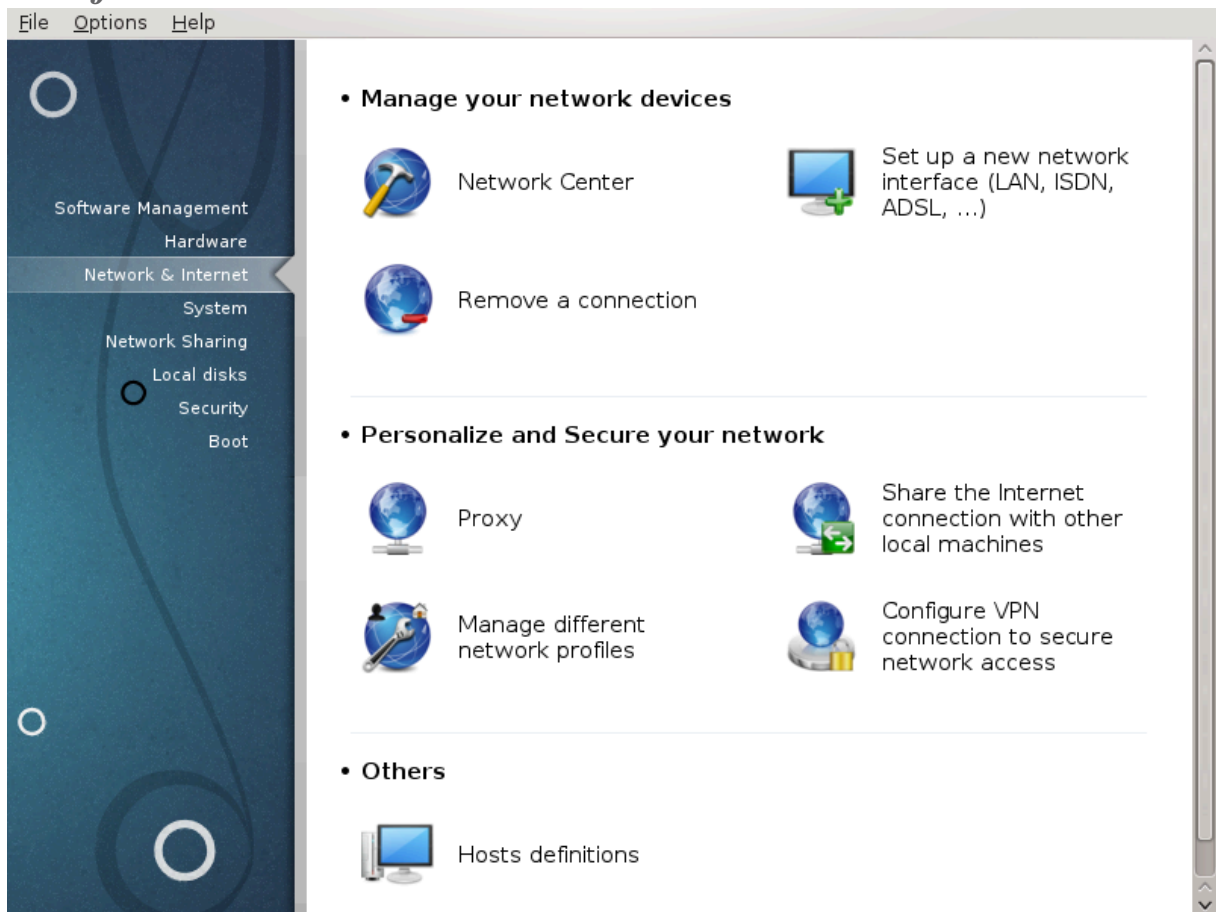 File Options Help
Software Management
Hardware
Network & Internet
System
Network Sharing
Local disks
Security
Boot
• Manage your network devices
Network Center
Set up a new network
interface (LAN, ISDN,
ADSL, ...)
Remove a connection
• Personalize and Secure your network
Proxy
Share the Internet
connection with other
local machines
Manage different
network profiles
Configure VPN
connection to secure
network access
• Others
Hosts definitions